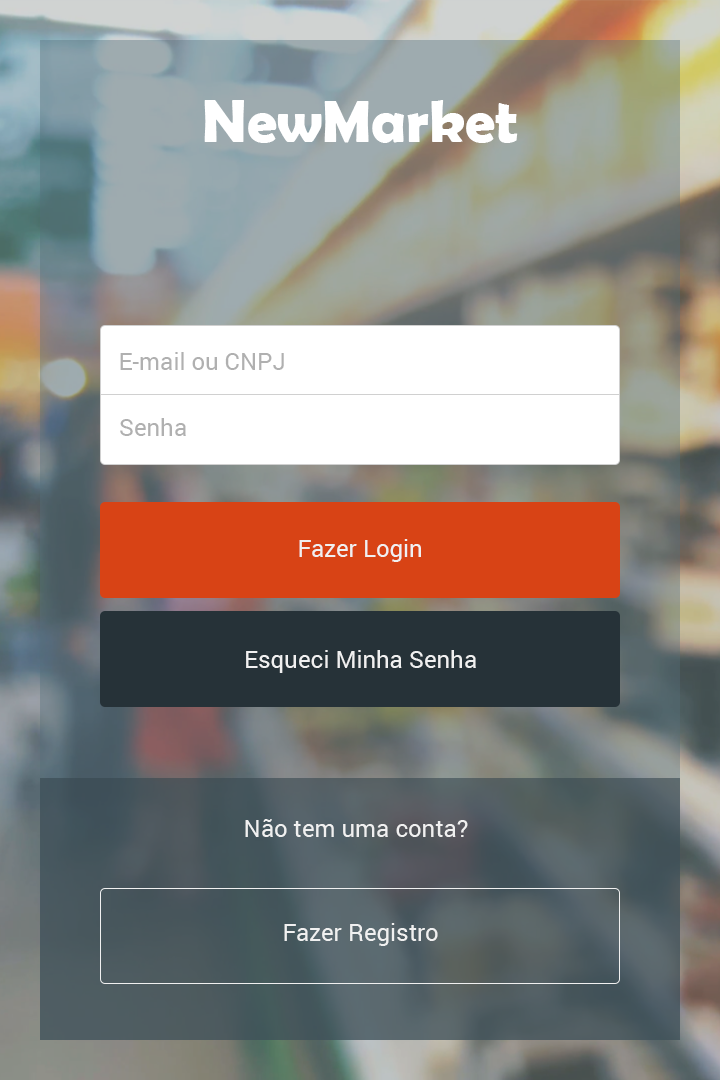 NewMarket
E-mail ou CNPJ
Senha
Fazer Login
Esqueci Minha Senha
Não tem uma conta?
Fazer Registro